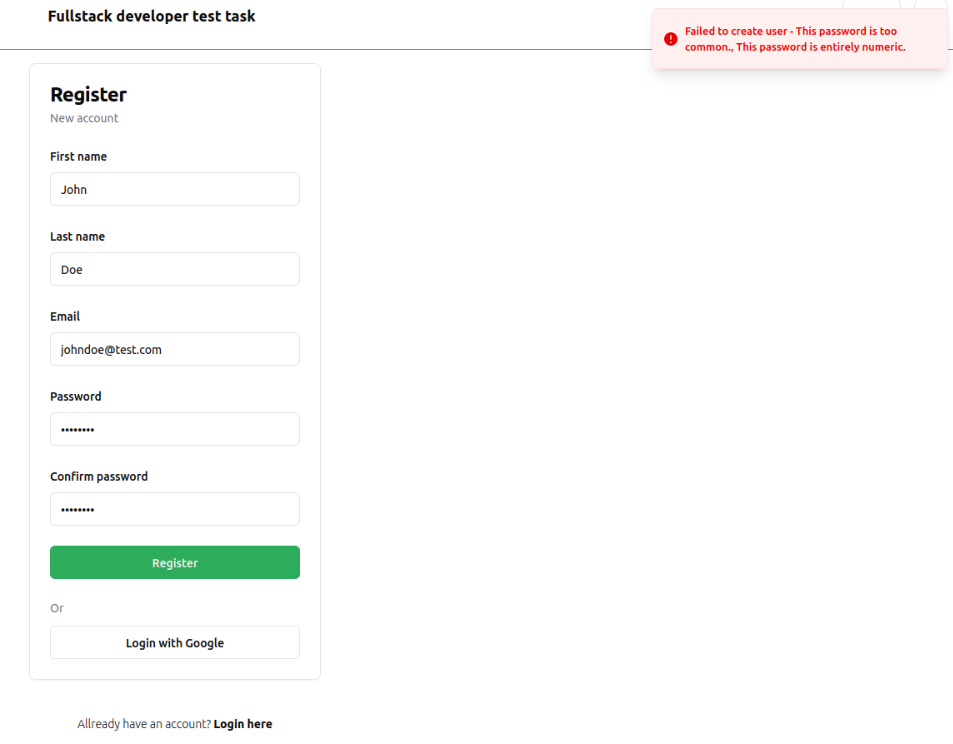 Fullstack developer test task
Failed to create user - This password is too
common., This password is entirely numeric.
Register
New account
First name
John
Last name
Doe
Email
johndoe@test.com
Password
••••••••
Confirm password
••••••••
Register
Or
Login with Google
Allready have an account? Login here